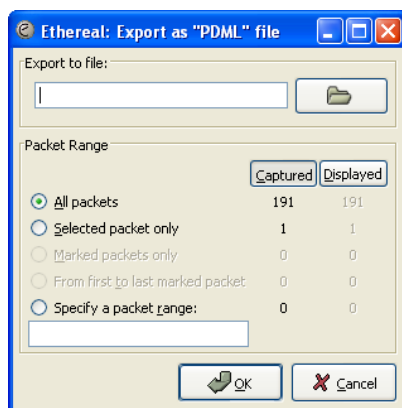 Ethereal: Export as "PDML" file
Export to file:
Packet Range
Captured Displayed
All packets 191 191
Selected packet only 1 1
Marked packets only 0 0
From first to last marked packet 0 0
Specify a packet range: 0 0
OK Cancel